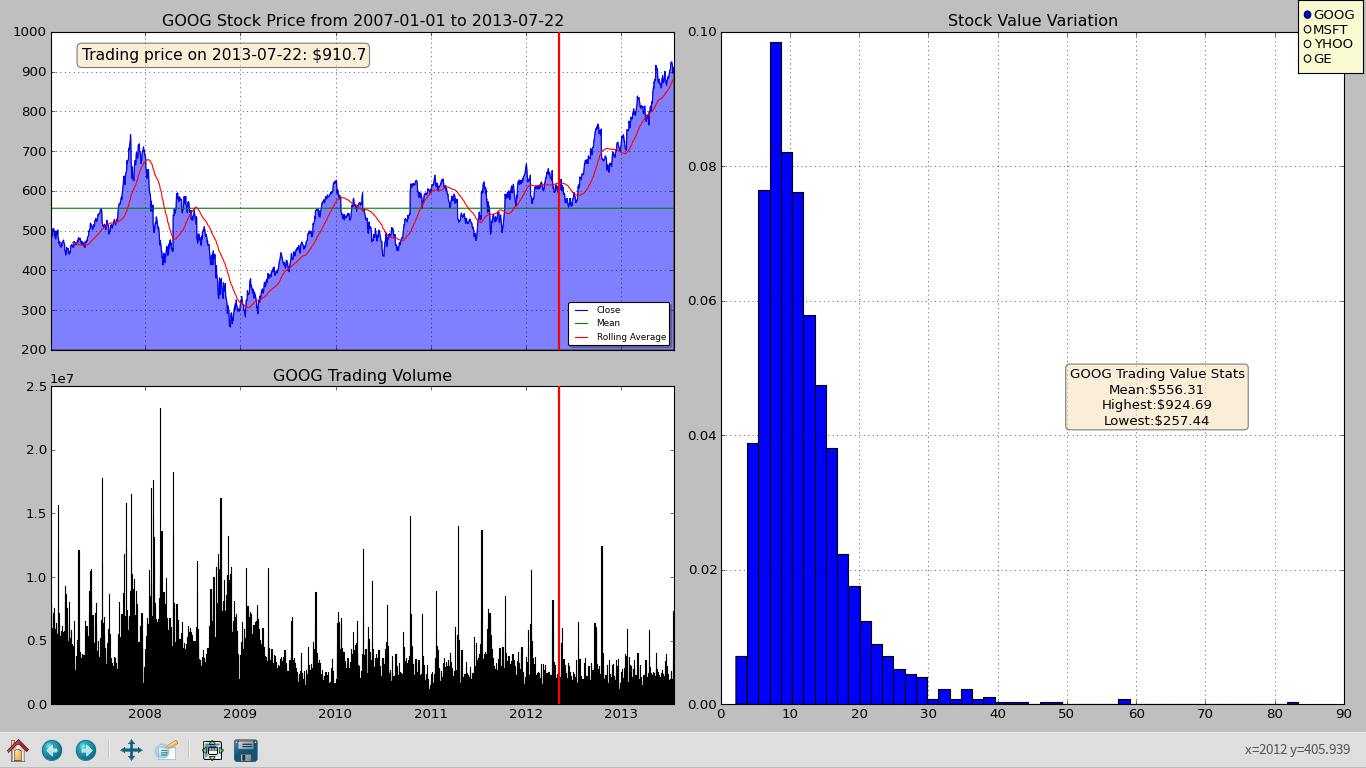 GOOG Stock Price from 2007-01-01 to 2013-07-22
1000
900
800
700
600
500
400
300
200
Trading price on 2013-07-22: $910.7
Close
Mean
Rolling Average
GOOG Trading Volume
1e7
2.5
2.0
1.5
1.0
0.5
0.0
2008 2009 2010 2011 2012 2013
Stock Value Variation
0.10
0.08
0.06
0.04
0.02
0.00
0 10 20 30 40 50 60 70 80 90
GOOG Trading Value Stats
Mean:$556.31
Highest:$924.69
Lowest:$257.44
GOOG
MSFT
YHOO
GE
x=2012 y=405.939